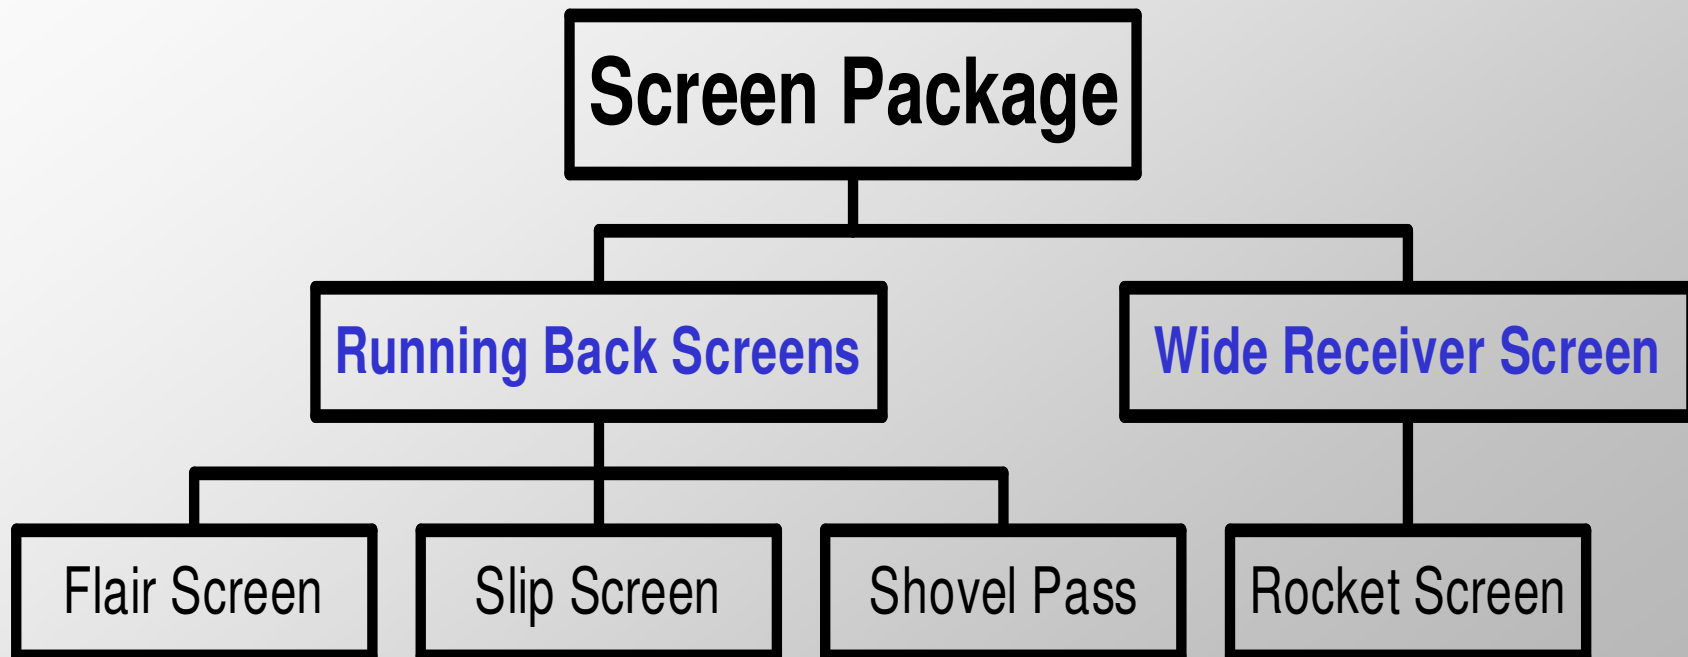 Screen Package
Running Back Screens
Wide Receiver Screen
Flair Screen
Slip Screen
Shovel Pass
Rocket Screen